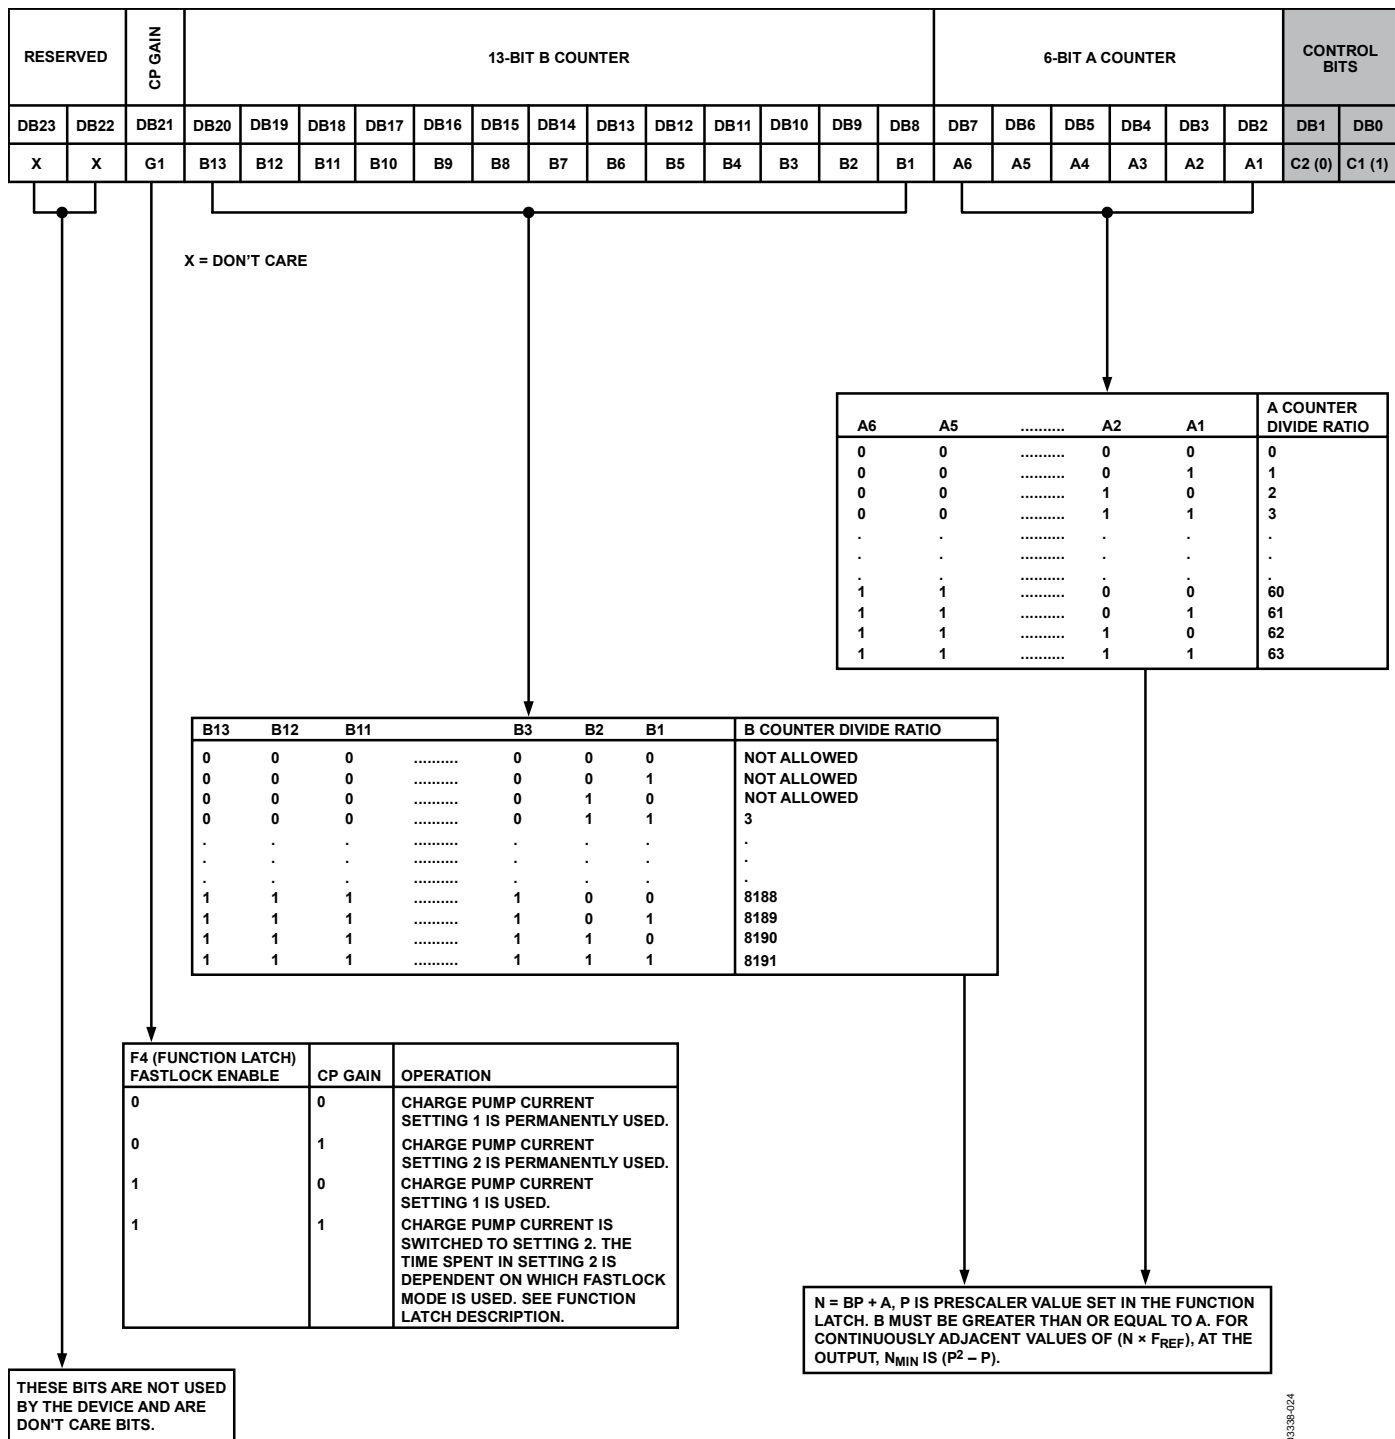 RESERVED
CP GAIN
13-BIT B COUNTER
6-BIT A COUNTER
CONTROL
BITS
DB23 DB22 DB21 DB20 DB19 DB18 DB17 DB16 DB15 DB14 DB13 DB12 DB11 DB10 DB9 DB8 DB7 DB6 DB5 DB4 DB3 DB2 DB1 DB0
X X G1 B13 B12 B11 B10 B9 B8 B7 B6 B5 B4 B3 B2 B1 A6 A5 A4 A3 A2 A1 C2 (0) C1 (1)
X = DON'T CARE
A COUNTER
A6 A5 .......... A2 A1 DIVIDE RATIO
0 0 .......... 0 0 0
0 0 .......... 0 1 1
0 0 .......... 1 0 2
0 0 .......... 1 1 3
. . .......... . . .
. . .......... . . .
. . .......... . . .
1 1 .......... 0 0 60
1 1 .......... 0 1 61
1 1 .......... 1 0 62
1 1 .......... 1 1 63
B13 B12 B11 B3 B2 B1 B COUNTER DIVIDE RATIO
0 0 0 .......... 0 0 0 NOT ALLOWED
0 0 0 .......... 0 0 1 NOT ALLOWED
0 0 0 .......... 0 1 0 NOT ALLOWED
0 0 0 .......... 0 1 1 3
. . . .......... . . . .
. . . .......... . . . .
. . . .......... . . . .
1 1 1 .......... 1 0 0 8188
1 1 1 .......... 1 0 1 8189
1 1 1 .......... 1 1 0 8190
1 1 1 .......... 1 1 1 8191
F4 (FUNCTION LATCH)
FASTLOCK ENABLE CP GAIN OPERATION
0 0 CHARGE PUMP CURRENT
SETTING 1 IS PERMANENTLY USED.
0 1 CHARGE PUMP CURRENT
SETTING 2 IS PERMANENTLY USED.
1 0 CHARGE PUMP CURRENT
SETTING 1 IS USED.
1 1 CHARGE PUMP CURRENT IS
SWITCHED TO SETTING 2. THE
TIME SPENT IN SETTING 2 IS
DEPENDENT ON WHICH FASTLOCK
MODE IS USED. SEE FUNCTION
LATCH DESCRIPTION.
N = BP + A, P IS PRESCALER VALUE SET IN THE FUNCTION
LATCH. B MUST BE GREATER THAN OR EQUAL TO A. FOR
CONTINUOUSLY ADJACENT VALUES OF (N × FREF), AT THE
OUTPUT, NMIN IS (P² – P).
THESE BITS ARE NOT USED
BY THE DEVICE AND ARE
DON'T CARE BITS.
03338-024